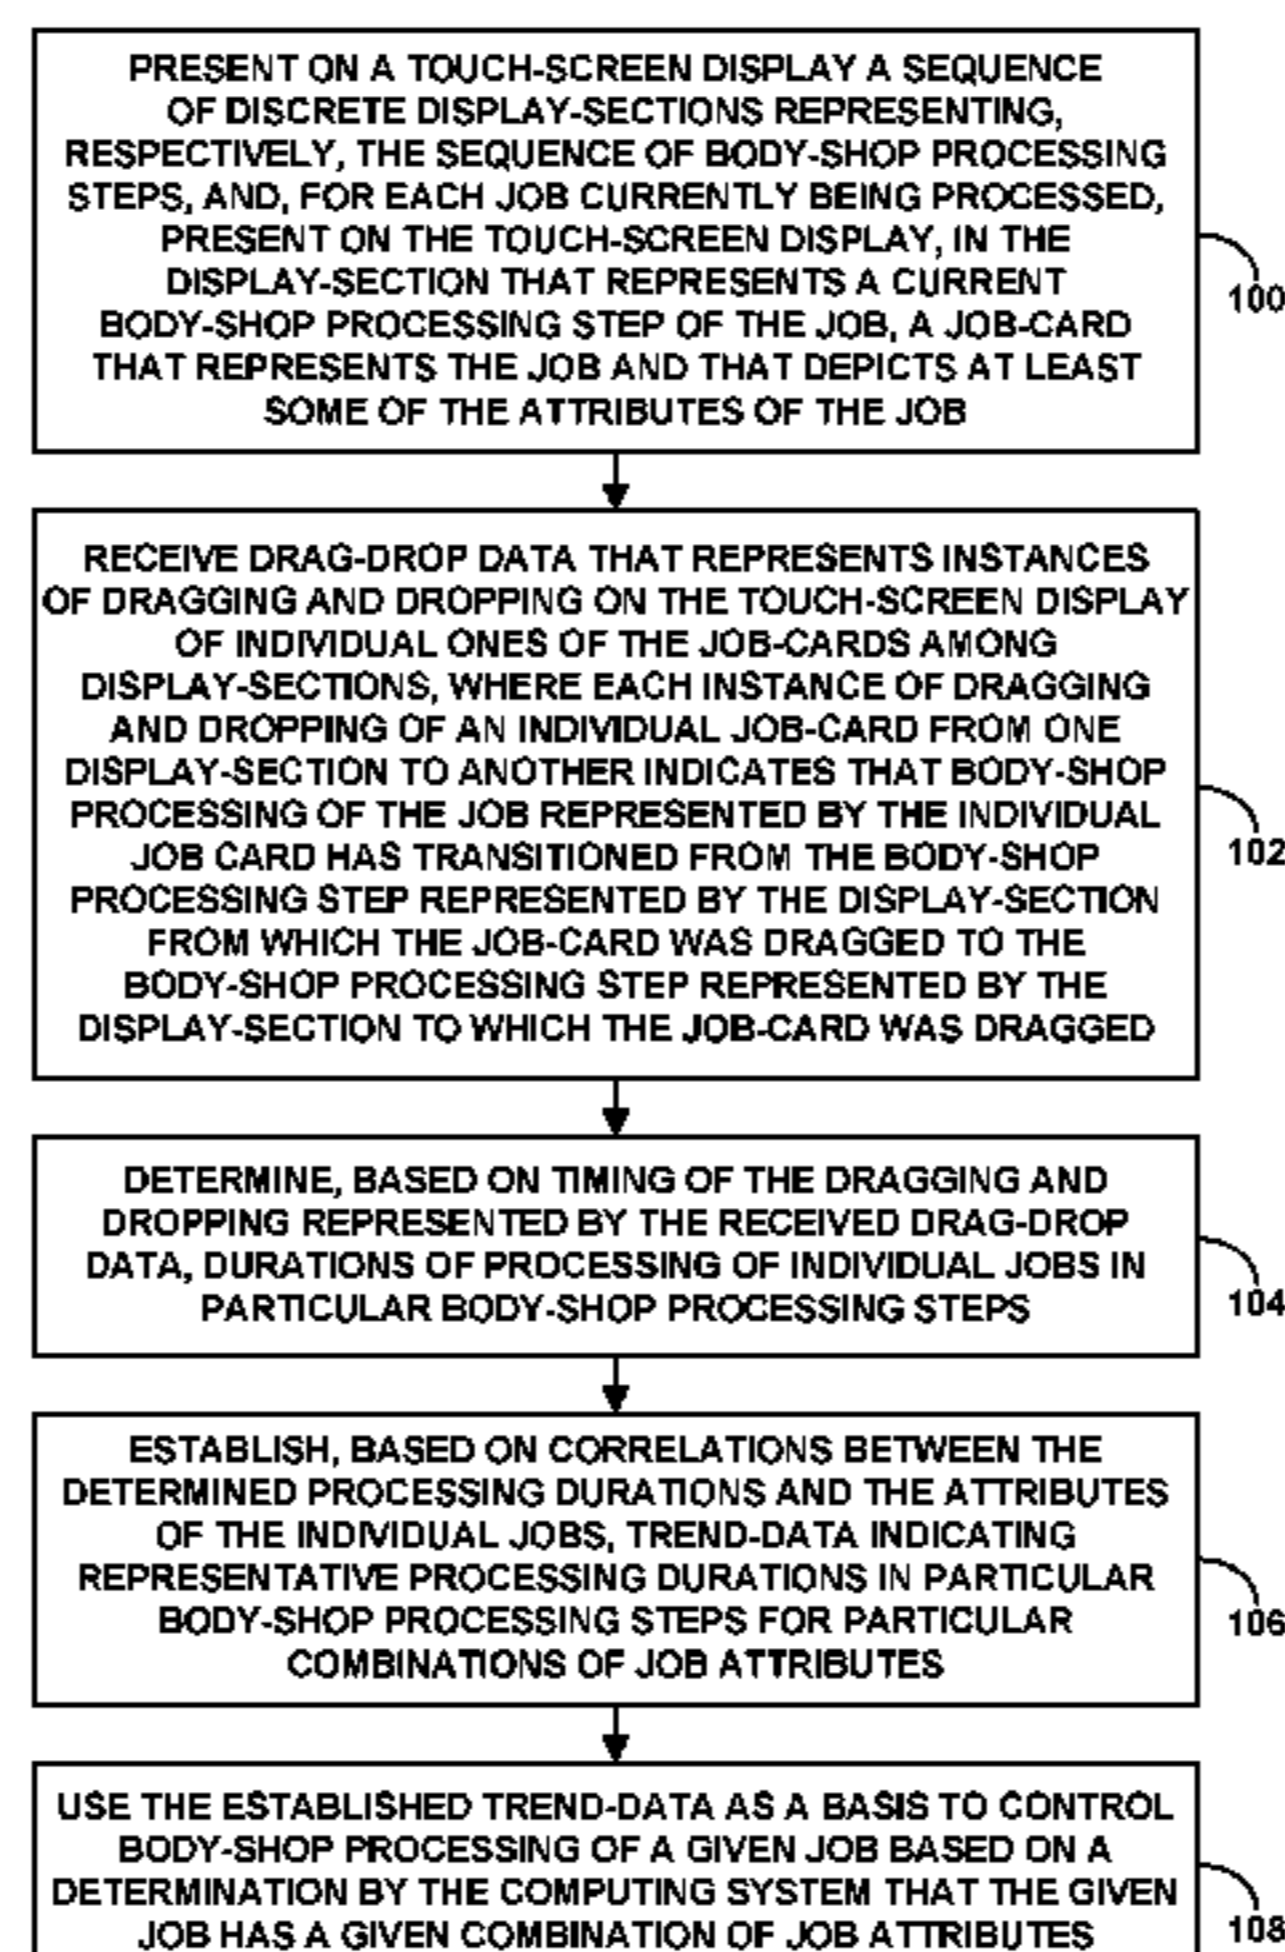 PRESENT ON A TOUCH-SCREEN DISPLAY A SEQUENCE
OF DISCRETE DISPLAY-SECTIONS REPRESENTING,
RESPECTIVELY, THE SEQUENCE OF BODY-SHOP PROCESSING
STEPS, AND, FOR EACH JOB CURRENTLY BEING PROCESSED,
PRESENT ON THE TOUCH-SCREEN DISPLAY, IN THE
DISPLAY-SECTION THAT REPRESENTS A CURRENT
BODY-SHOP PROCESSING STEP OF THE JOB, A JOB-CARD
THAT REPRESENTS THE JOB AND THAT DEPICTS AT LEAST
SOME OF THE ATTRIBUTES OF THE JOB
100
RECEIVE DRAG-DROP DATA THAT REPRESENTS INSTANCES
OF DRAGGING AND DROPPING ON THE TOUCH-SCREEN DISPLAY
OF INDIVIDUAL ONES OF THE JOB-CARDS AMONG
DISPLAY-SECTIONS, WHERE EACH INSTANCE OF DRAGGING
AND DROPPING OF AN INDIVIDUAL JOB-CARD FROM ONE
DISPLAY-SECTION TO ANOTHER INDICATES THAT BODY-SHOP
PROCESSING OF THE JOB REPRESENTED BY THE INDIVIDUAL
JOB CARD HAS TRANSITIONED FROM THE BODY-SHOP
PROCESSING STEP REPRESENTED BY THE DISPLAY-SECTION
FROM WHICH THE JOB-CARD WAS DRAGGED TO THE
BODY-SHOP PROCESSING STEP REPRESENTED BY THE
DISPLAY-SECTION TO WHICH THE JOB-CARD WAS DRAGGED
102
DETERMINE, BASED ON TIMING OF THE DRAGGING AND
DROPPING REPRESENTED BY THE RECEIVED DRAG-DROP
DATA, DURATIONS OF PROCESSING OF INDIVIDUAL JOBS IN
PARTICULAR BODY-SHOP PROCESSING STEPS
104
ESTABLISH, BASED ON CORRELATIONS BETWEEN THE
DETERMINED PROCESSING DURATIONS AND THE ATTRIBUTES
OF THE INDIVIDUAL JOBS, TREND-DATA INDICATING
REPRESENTATIVE PROCESSING DURATIONS IN PARTICULAR
BODY-SHOP PROCESSING STEPS FOR PARTICULAR
COMBINATIONS OF JOB ATTRIBUTES
106
USE THE ESTABLISHED TREND-DATA AS A BASIS TO CONTROL
BODY-SHOP PROCESSING OF A GIVEN JOB BASED ON A
DETERMINATION BY THE COMPUTING SYSTEM THAT THE GIVEN
JOB HAS A GIVEN COMBINATION OF JOB ATTRIBUTES
108